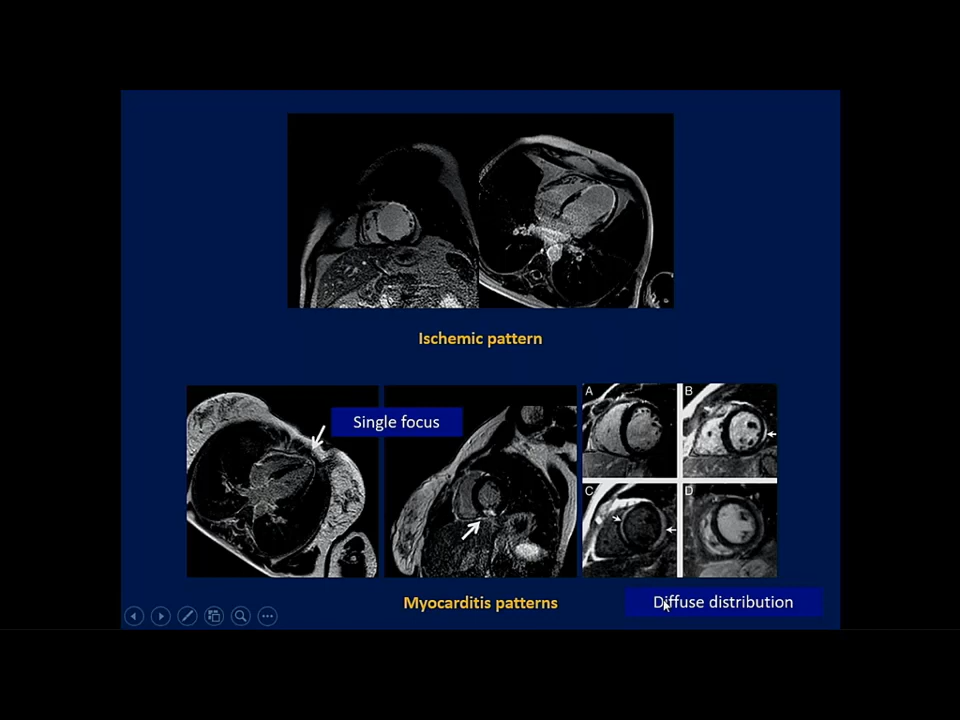 Ischemic pattern
Single focus
A
B
C
D
Myocarditis patterns
Diffuse distribution